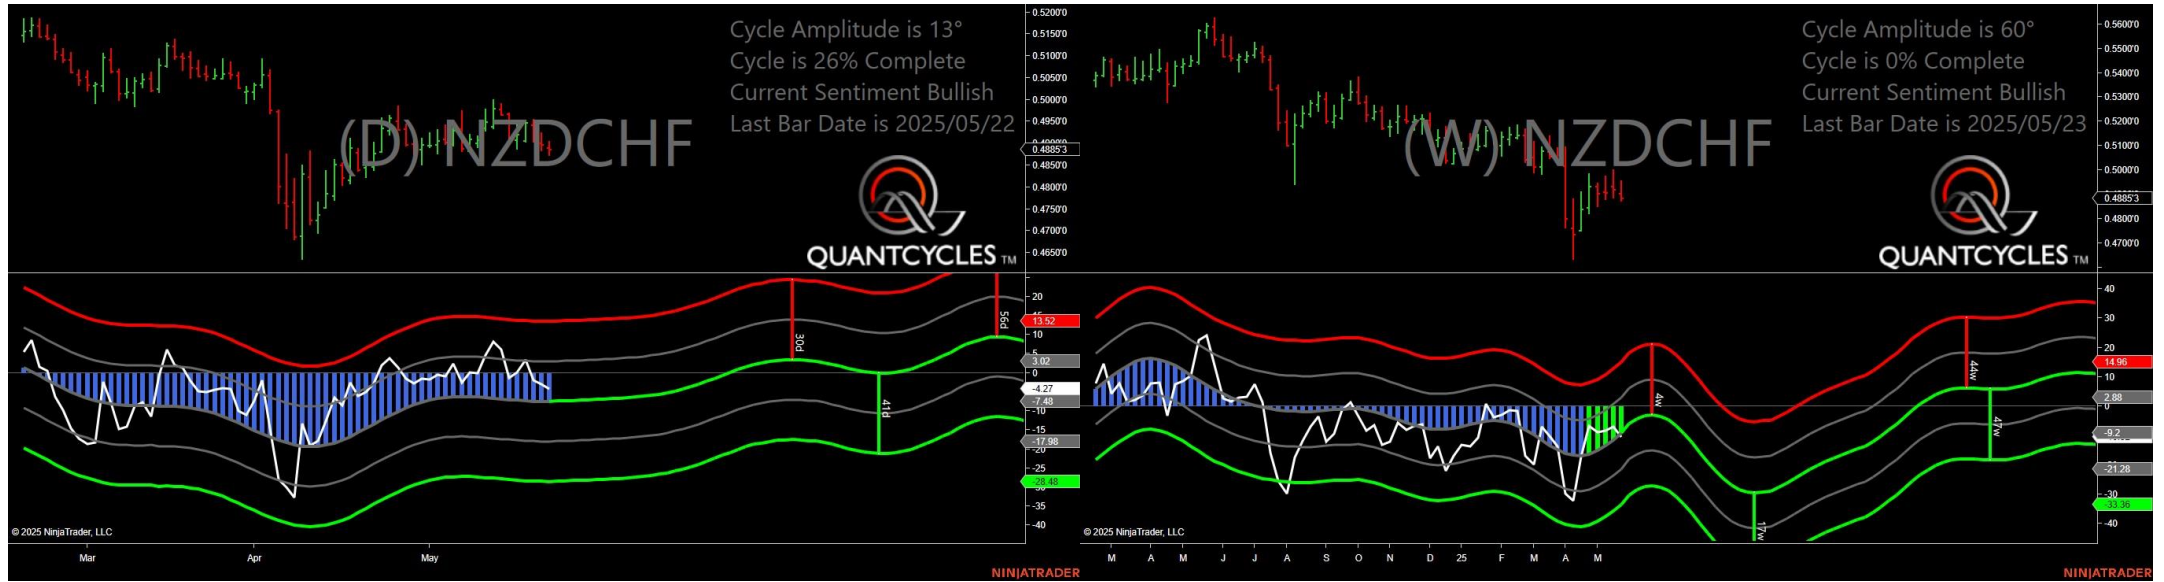 0.5200'0
0.5150'0
0.5100'0
0.5050'0
0.5000'0
0.4950'0
0.4885'3
0.4850'0
0.4800'0
0.4750'0
0.4700'0
0.4650'0
Cycle Amplitude is 13°
Cycle is 26% Complete
Current Sentiment Bullish
Last Bar Date is 2025/05/22
(D) NZDCHF
QUANTCYCLES TM
20
13.52
10
3.02
0
-4.27
-7.48
-10
-15
-17.98
-20
-25
-28.48
-35
-40
30d
41d
56d
© 2025 NinjaTrader, LLC
Mar Apr May
NINJATRADER
0.5600'0
0.5500'0
0.5400'0
0.5300'0
0.5200'0
0.5100'0
0.5000'0
0.4885'3
0.4800'0
0.4700'0
Cycle Amplitude is 60°
Cycle is 0% Complete
Current Sentiment Bullish
Last Bar Date is 2025/05/23
(W) NZDCHF
QUANTCYCLES TM
40
30
20
14.96
10
2.88
0
-9.2
-21.28
-30
-33.36
-40
4w
17w
44w
47w
© 2025 NinjaTrader, LLC
M A M J J A S O N D 25 F M A M
NINJATRADER